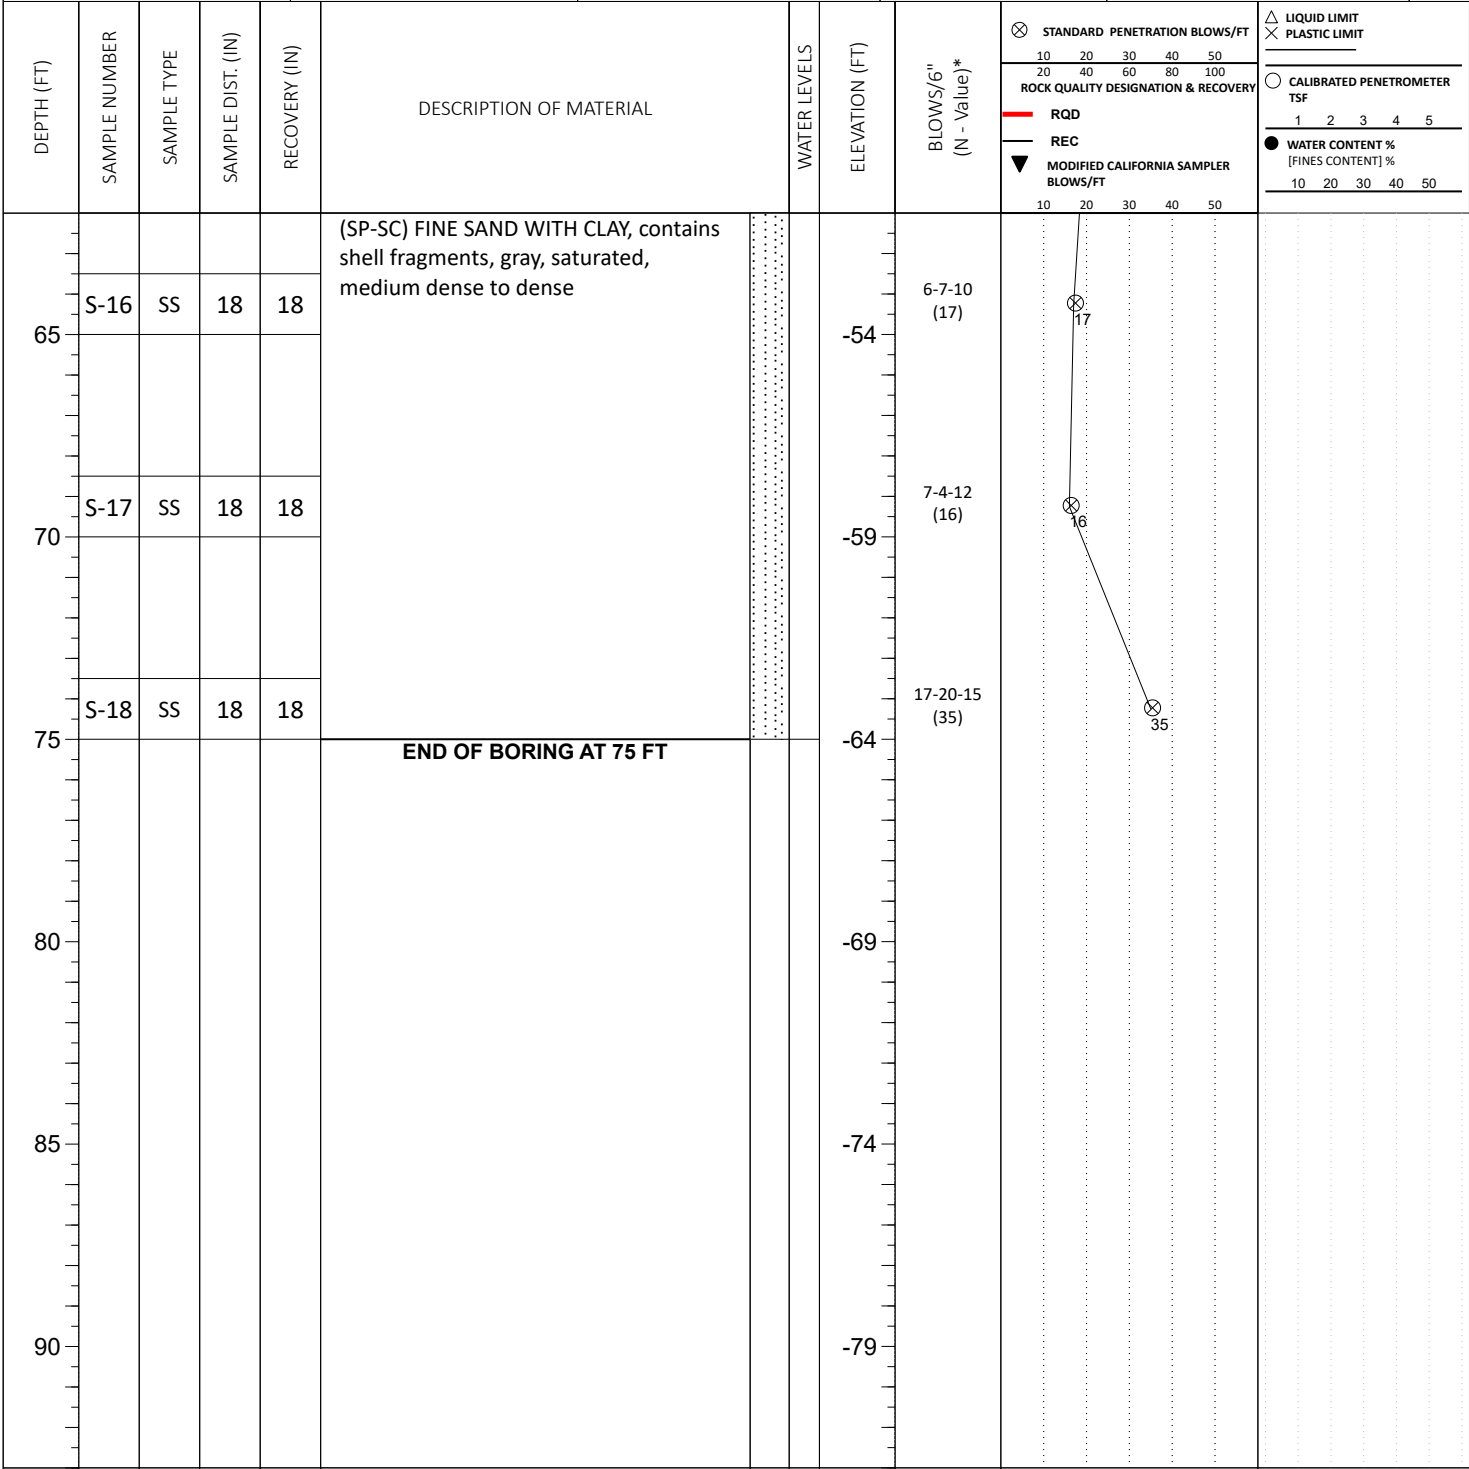 DEPTH (FT)
SAMPLE NUMBER
SAMPLE TYPE
SAMPLE DIST. (IN)
RECOVERY (IN)
DESCRIPTION OF MATERIAL
WATER LEVELS
ELEVATION (FT)
BLOWS/6"
(N - Value)*
STANDARD PENETRATION BLOWS/FT
10 20 30 40 50
20 40 60 80 100
ROCK QUALITY DESIGNATION & RECOVERY
RQD
REC
MODIFIED CALIFORNIA SAMPLER
BLOWS/FT
10 20 30 40 50
LIQUID LIMIT
PLASTIC LIMIT
CALIBRATED PENETROMETER
TSF
1 2 3 4 5
WATER CONTENT %
[FINES CONTENT] %
10 20 30 40 50
(SP-SC) FINE SAND WITH CLAY, contains
shell fragments, gray, saturated,
medium dense to dense
S-16 SS 18 18
6-7-10
(17)
17
65 -54
S-17 SS 18 18
7-4-12
(16)
16
70 -59
S-18 SS 18 18
17-20-15
(35)
35
75 -64
END OF BORING AT 75 FT
80 -69
85 -74
90 -79